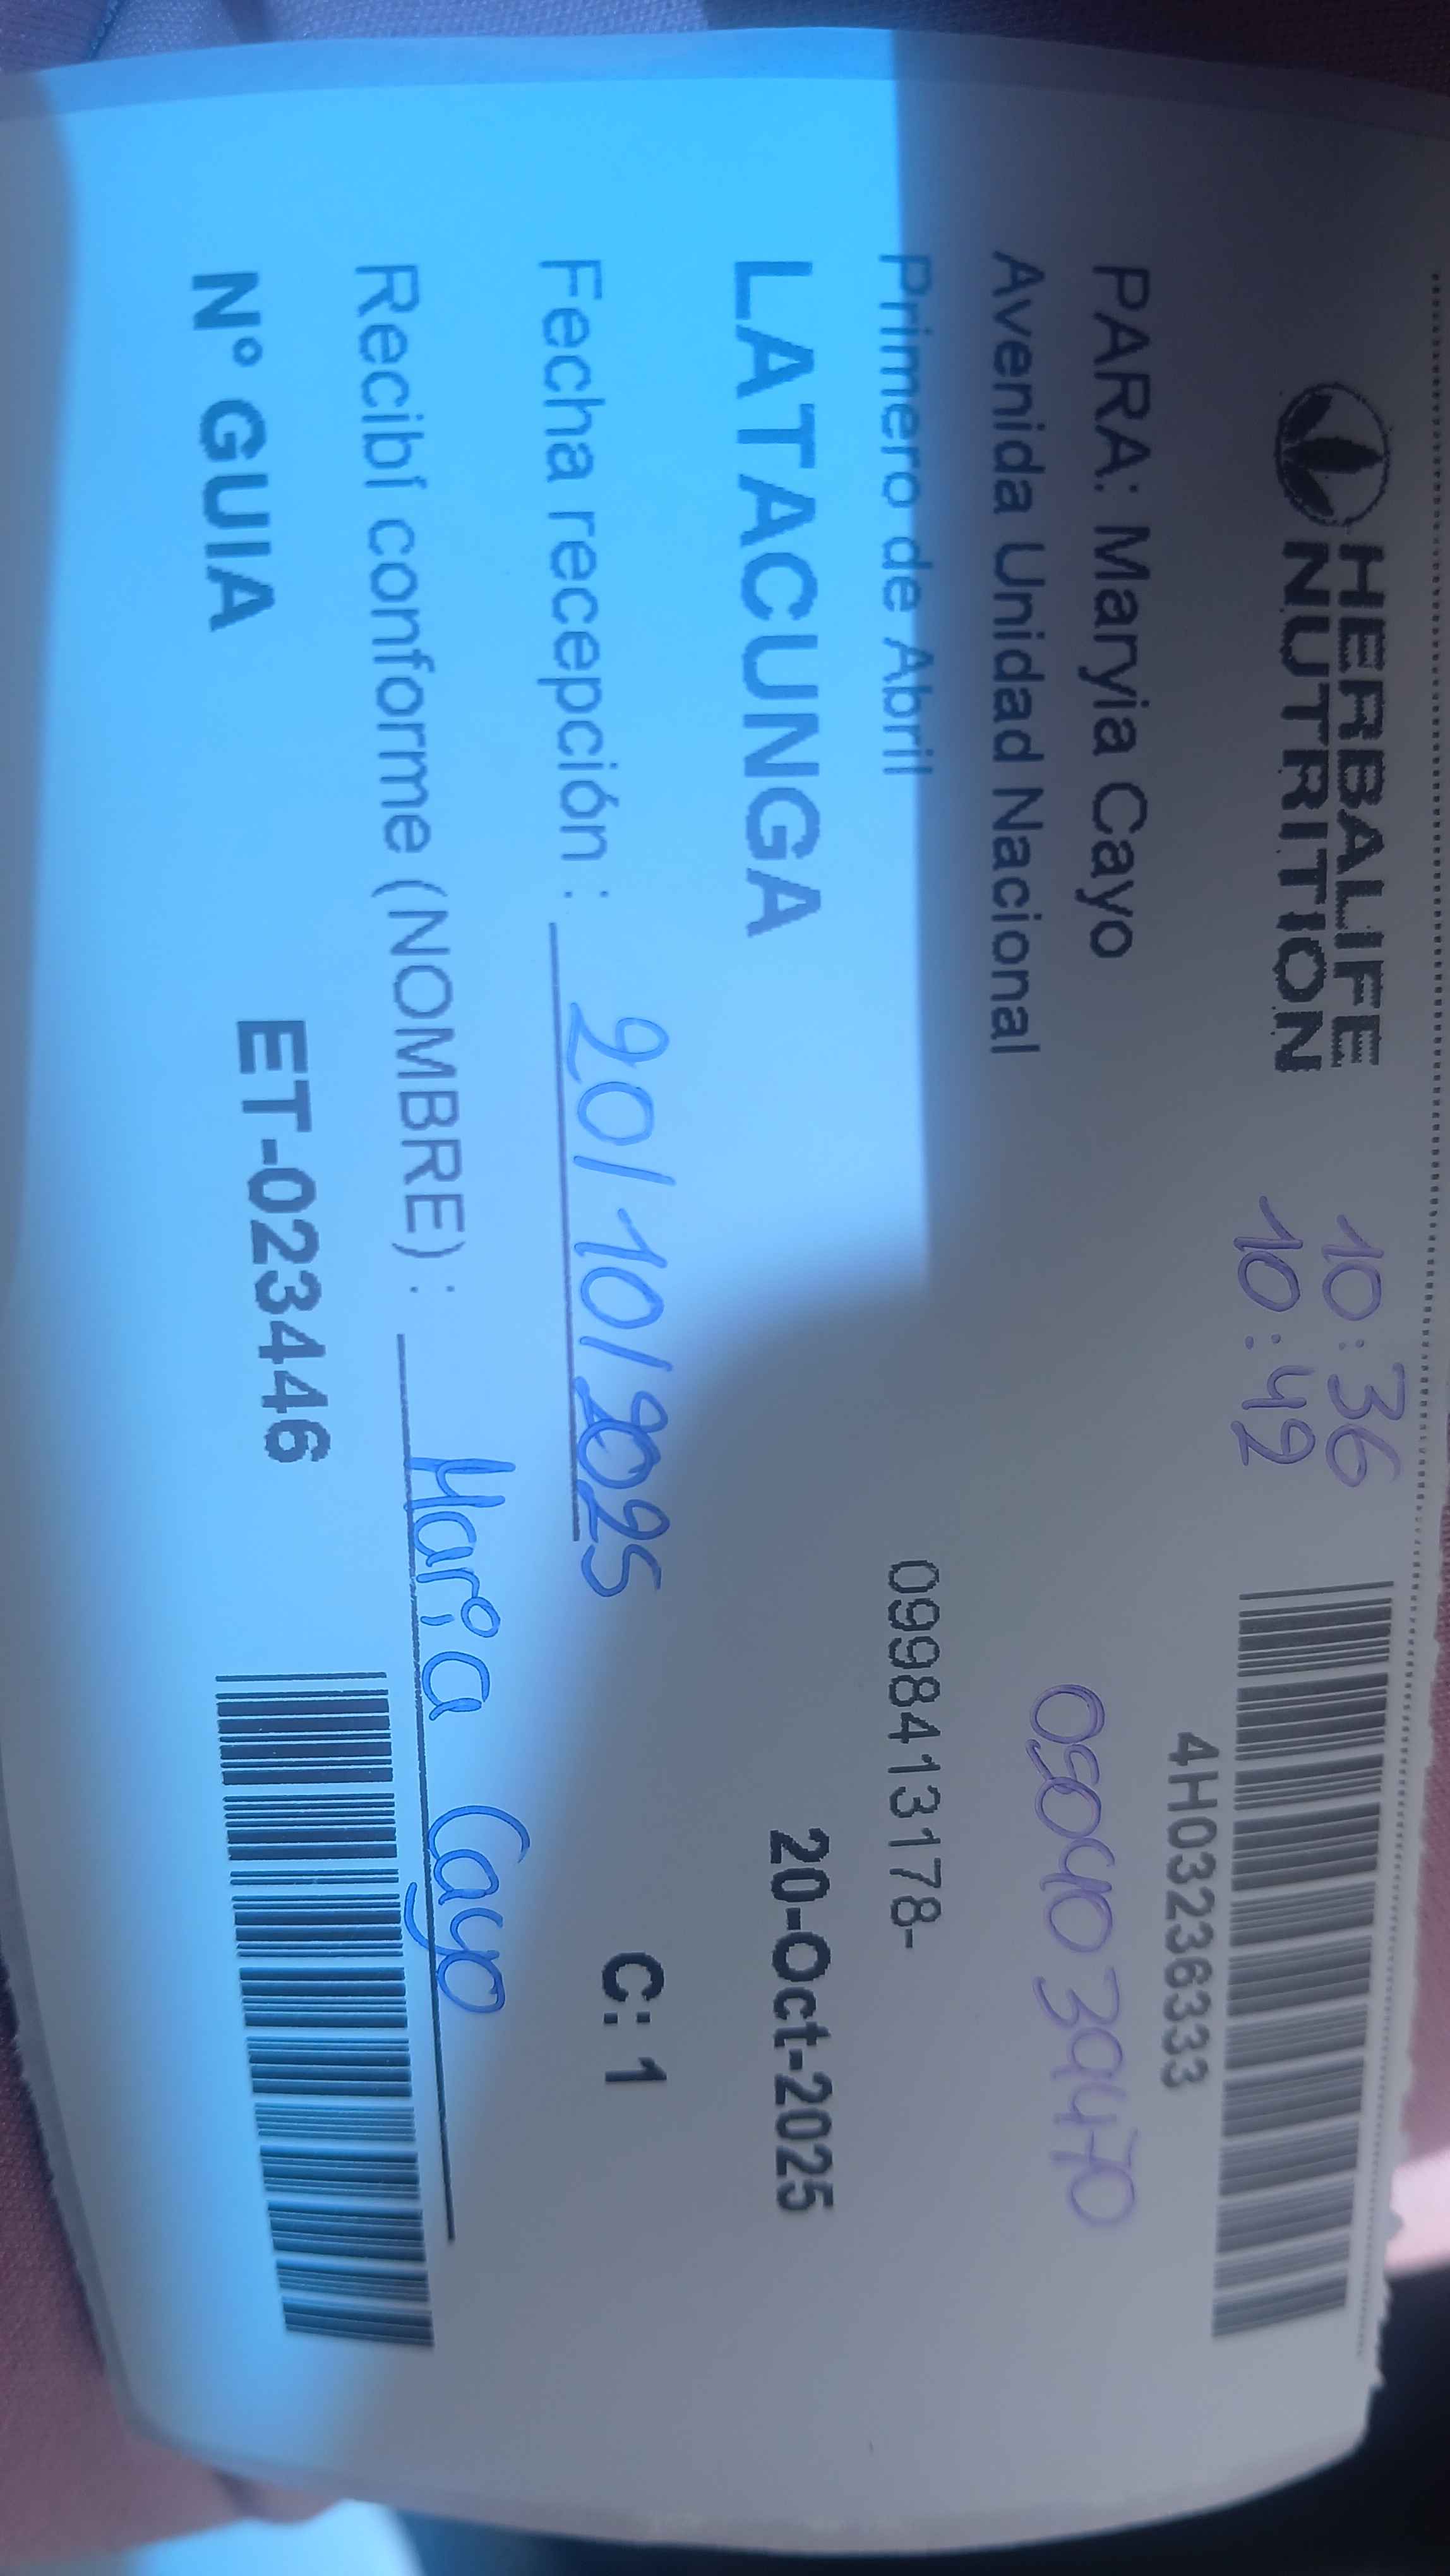 HERBALIFE
NUTRITION
10:36
10:42
4H03236333
PARA: Maryia Cayo
Avenida Unidad Nacional
0504039470
Primero de Abril
0998413178-
LATACUNGA
20-Oct-2025
Fecha recepción : 20/10/2025
C: 1
Recibí conforme (NOMBRE) : María Cayo
N° GUIA
ET-023446